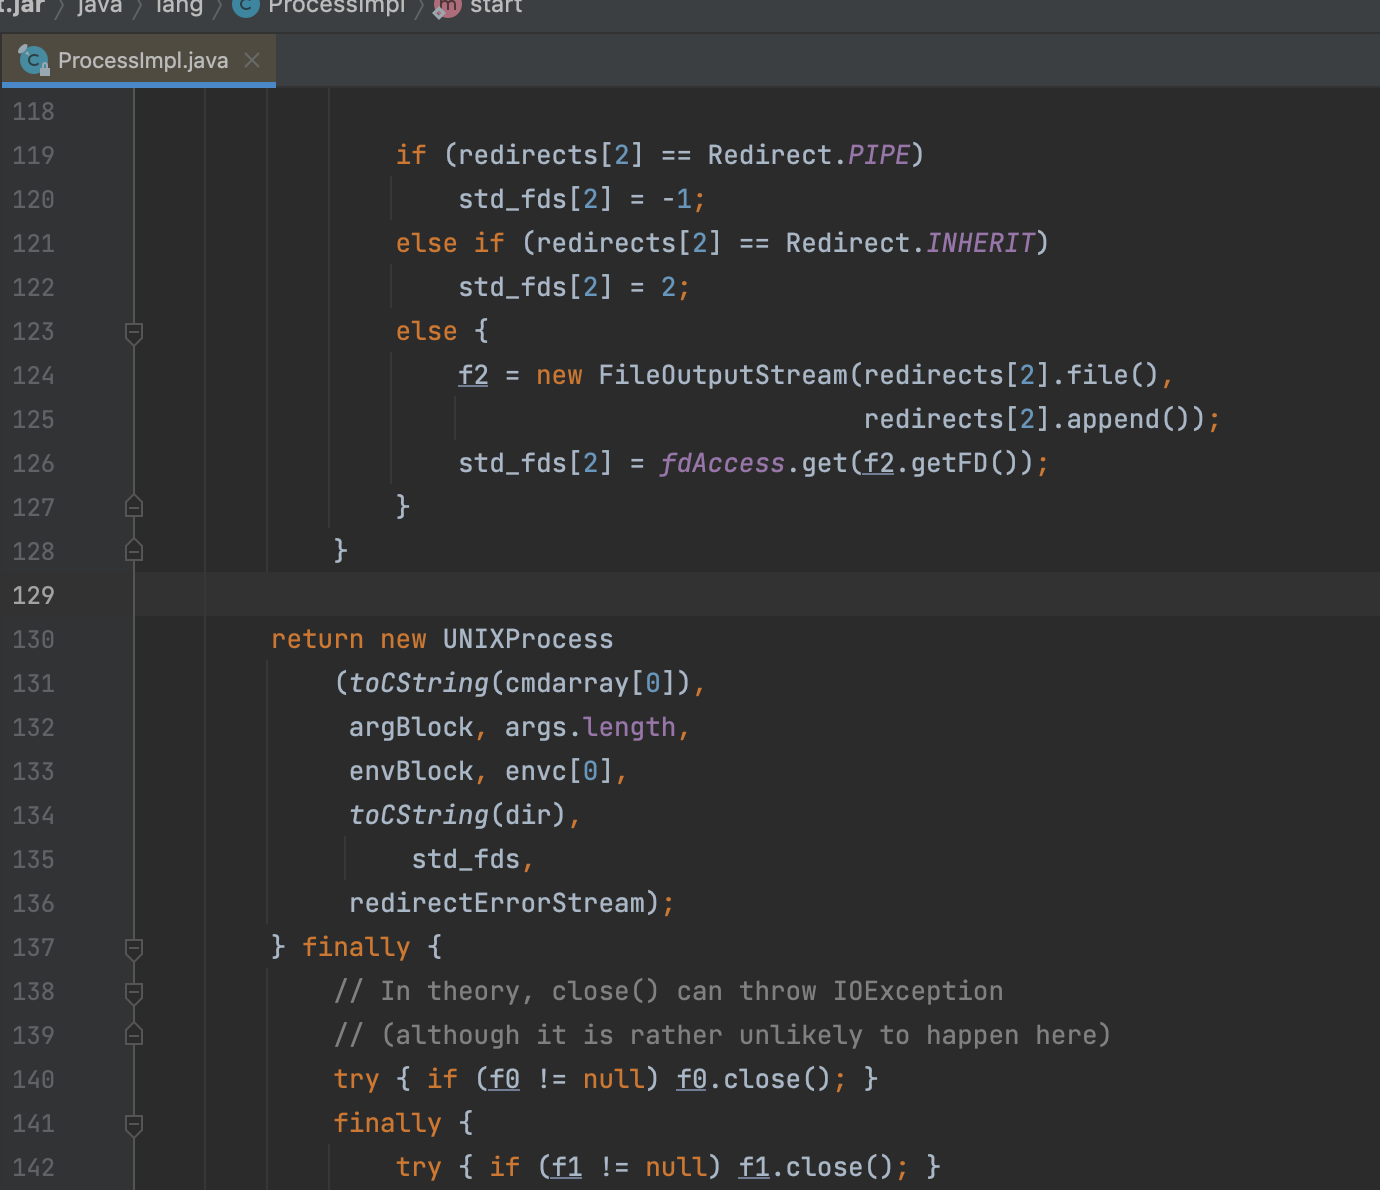 t.jar java lang C ProcessImpl m start
C ProcessImpl.java
118
119 if (redirects[2] == Redirect.PIPE)
120 std_fds[2] = -1;
121 else if (redirects[2] == Redirect.INHERIT)
122 std_fds[2] = 2;
123 else {
124 f2 = new FileOutputStream(redirects[2].file(),
125 redirects[2].append());
126 std_fds[2] = fdAccess.get(f2.getFD());
127 }
128 }
129
130 return new UNIXProcess
131 (toCString(cmdarray[0]),
132 argBlock, args.length,
133 envBlock, envc[0],
134 toCString(dir),
135 std_fds,
136 redirectErrorStream);
137 } finally {
138 // In theory, close() can throw IOException
139 // (although it is rather unlikely to happen here)
140 try { if (f0 != null) f0.close(); }
141 finally {
142 try { if (f1 != null) f1.close(); }